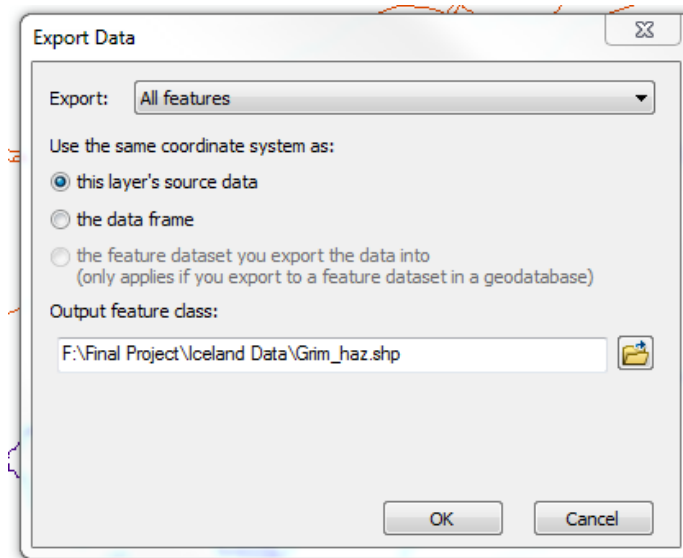 Export Data
Export: All features
Use the same coordinate system as:
this layer's source data
the data frame
the feature dataset you export the data into
(only applies if you export to a feature dataset in a geodatabase)
Output feature class:
F:\Final Project\Iceland Data\Grim_haz.shp
OK Cancel